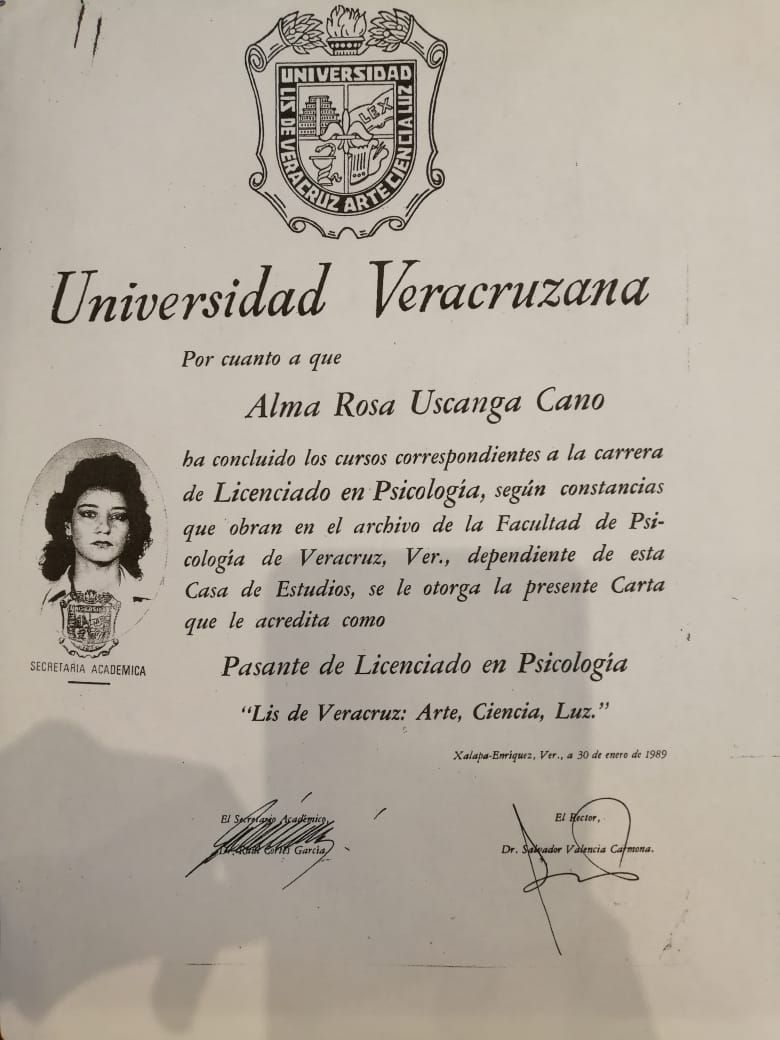 UNIVERSIDAD
LIS DE VERACRUZ ARTE CIENCIA LUZ
LEX
Universidad Veracruzana
Por cuanto a que
Alma Rosa Uscanga Cano
ha concluido los cursos correspondientes a la carrera
de Licenciado en Psicología, según constancias
que obran en el archivo de la Facultad de Psi-
cología de Veracruz, Ver., dependiente de esta
Casa de Estudios, se le otorga la presente Carta
que le acredita como
SECRETARIA ACADEMICA
Pasante de Licenciado en Psicología
“Lis de Veracruz: Arte, Ciencia, Luz.”
Xalapa-Enríquez, Ver., a 30 de enero de 1989
El Secretario Académico,
García
El Rector,
Dr. Salvador Valencia Carmona.